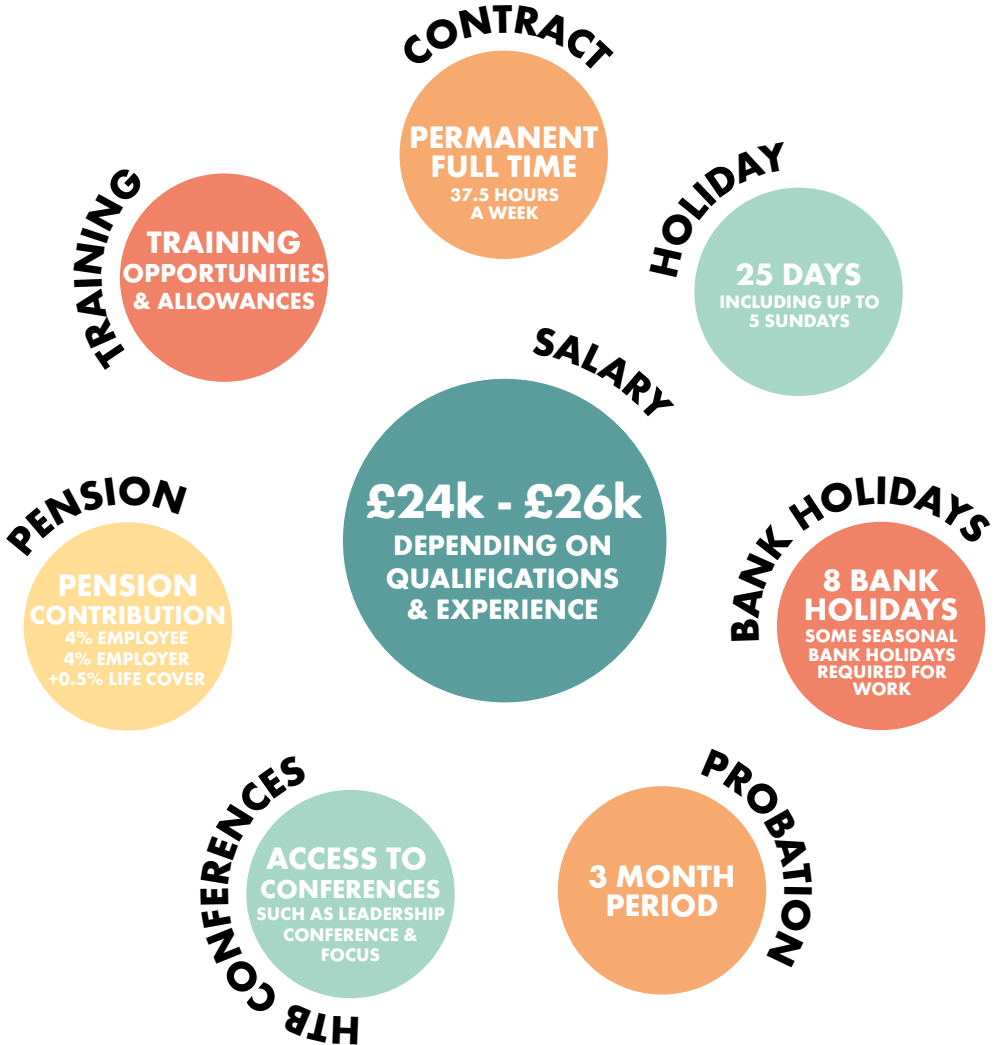 CONTRACT
PERMANENT
FULL TIME
37.5 HOURS
A WEEK
HOLIDAY
25 DAYS
INCLUDING UP TO
5 SUNDAYS
TRAINING
TRAINING
OPPORTUNITIES
& ALLOWANCES
SALARY
£24k - £26k
DEPENDING ON
QUALIFICATIONS
& EXPERIENCE
PENSION
PENSION
CONTRIBUTION
4% EMPLOYEE
4% EMPLOYER
+0.5% LIFE COVER
BANK HOLIDAYS
8 BANK
HOLIDAYS
SOME SEASONAL
BANK HOLIDAYS
REQUIRED FOR
WORK
HTB CONFERENCES
ACCESS TO
CONFERENCES
SUCH AS LEADERSHIP
CONFERENCE &
FOCUS
PROBATION
3 MONTH
PERIOD